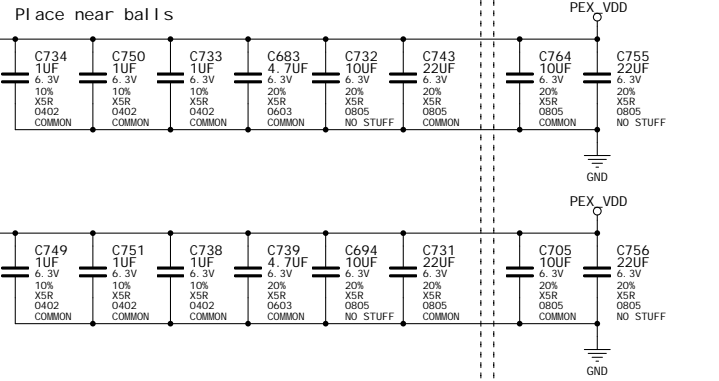 Place near balls
PEX_VDD
C734
1UF
6.3V
10%
X5R
0402
COMMON
C750
1UF
6.3V
10%
X5R
0402
COMMON
C733
1UF
6.3V
10%
X5R
0402
COMMON
C683
4.7UF
6.3V
20%
X5R
0603
COMMON
C732
10UF
6.3V
20%
X5R
0805
NO STUFF
C743
22UF
6.3V
20%
X5R
0805
COMMON
C764
10UF
6.3V
20%
X5R
0805
COMMON
C755
22UF
6.3V
20%
X5R
0805
NO STUFF
GND
PEX_VDD
C749
1UF
6.3V
10%
X5R
0402
COMMON
C751
1UF
6.3V
10%
X5R
0402
COMMON
C738
1UF
6.3V
10%
X5R
0402
COMMON
C739
4.7UF
6.3V
20%
X5R
0603
COMMON
C694
10UF
6.3V
20%
X5R
0805
NO STUFF
C731
22UF
6.3V
20%
X5R
0805
COMMON
C705
10UF
6.3V
20%
X5R
0805
COMMON
C756
22UF
6.3V
20%
X5R
0805
NO STUFF
GND